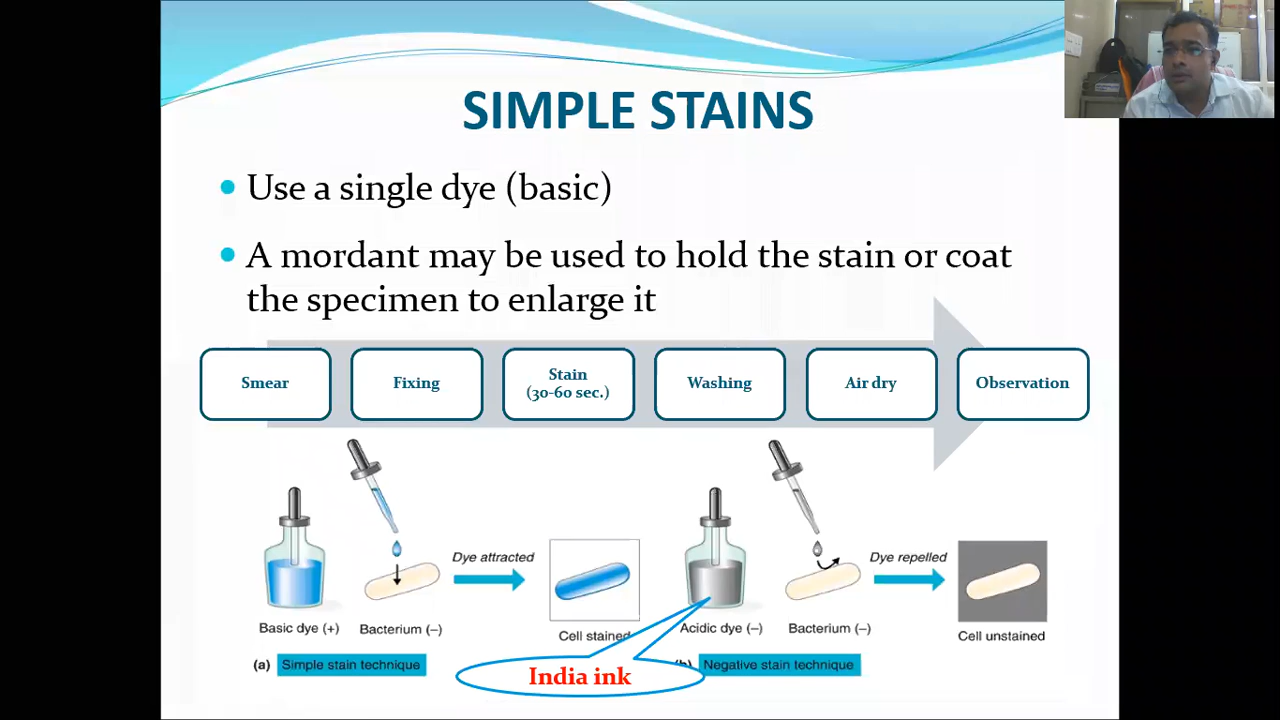 SIMPLE STAINS
Use a single dye (basic)
A mordant may be used to hold the stain or coat
the specimen to enlarge it
Smear
Fixing
Stain
(30-60 sec.)
Washing
Air dry
Observation
Dye attracted
Dye repelled
Basic dye (+)
Bacterium (–)
Cell stained
Acidic dye (–)
Bacterium (–)
Cell unstained
(a) Simple stain technique
(b) Negative stain technique
India ink